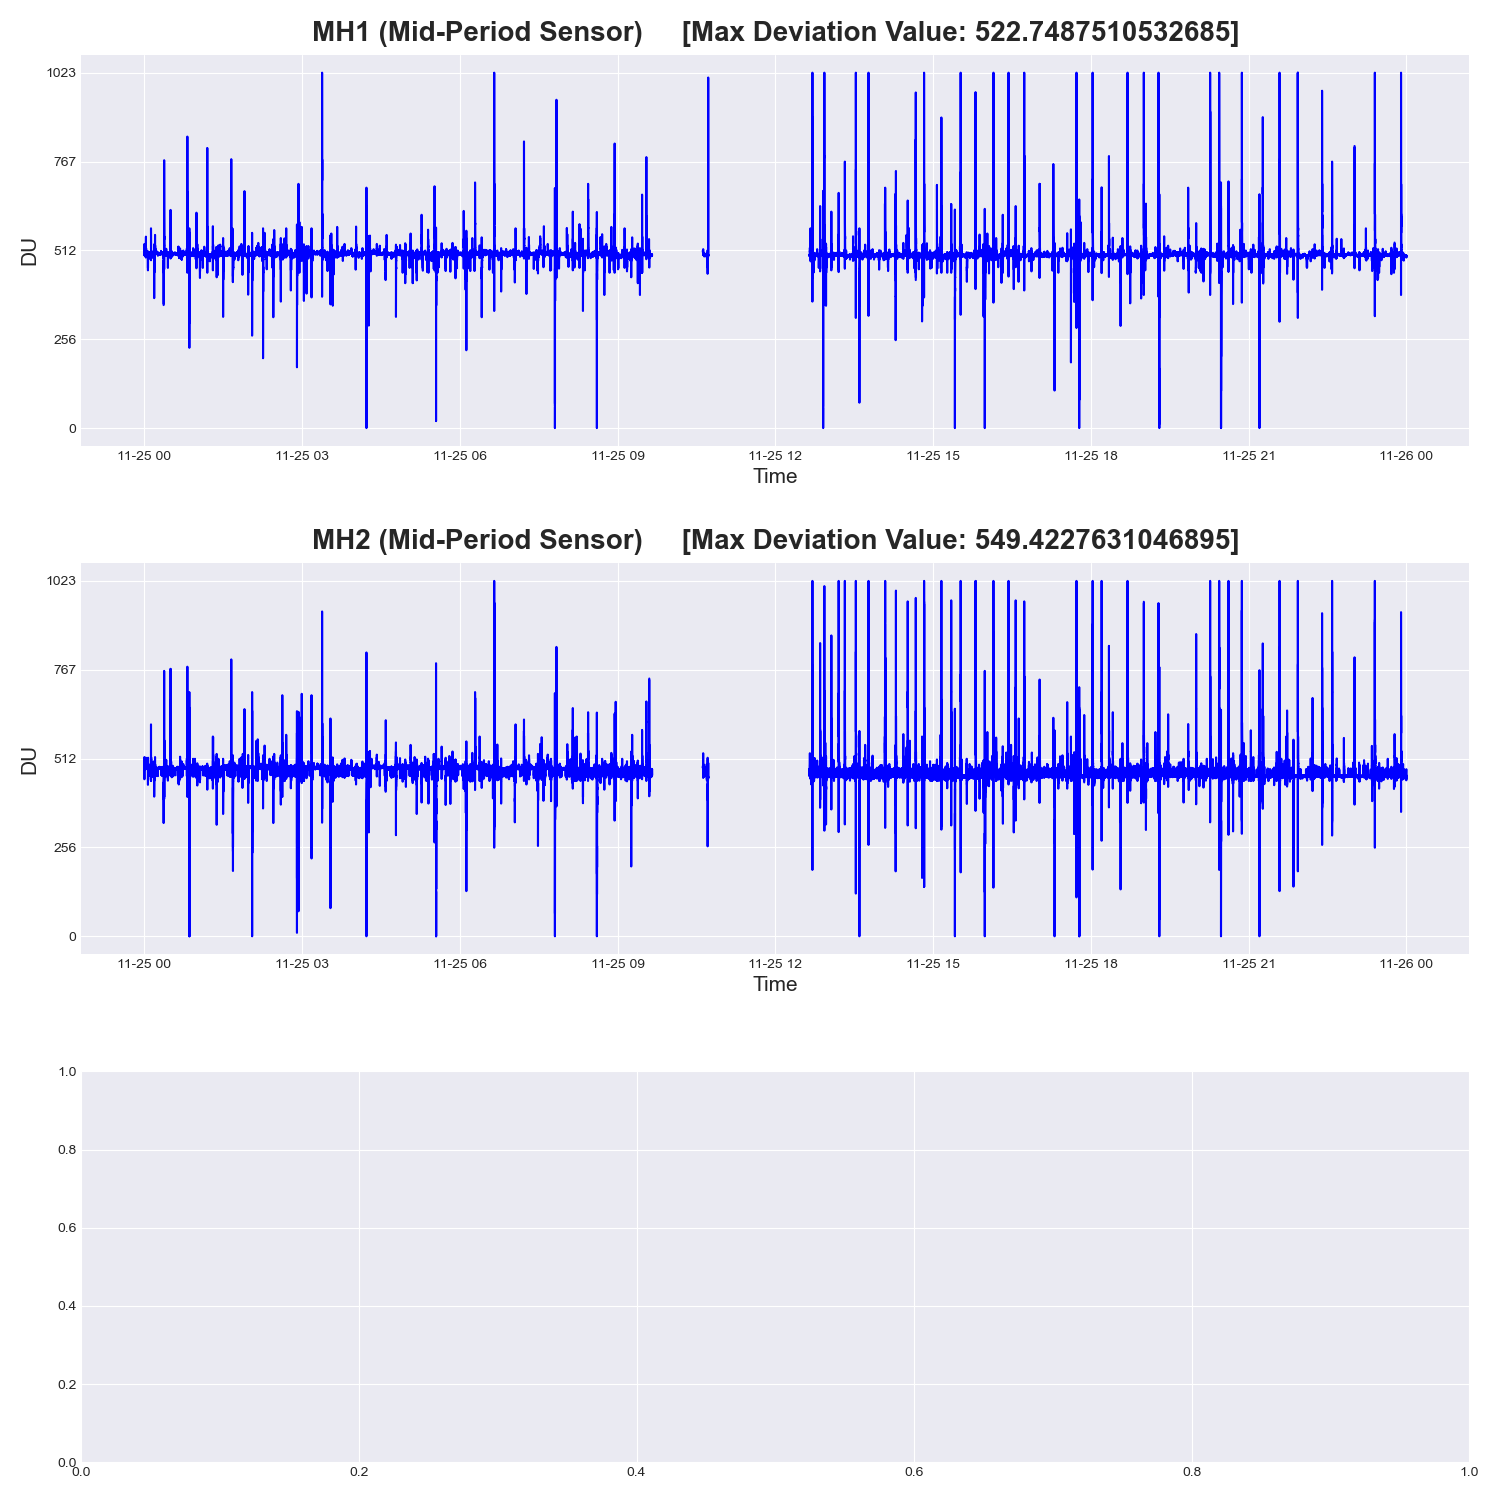 MH1 (Mid-Period Sensor) [Max Deviation Value: 522.7487510532685]
1023
767
512
256
0
DU
11-25 00 11-25 03 11-25 06 11-25 09 11-25 12 11-25 15 11-25 18 11-25 21 11-26 00
Time
MH2 (Mid-Period Sensor) [Max Deviation Value: 549.4227631046895]
1023
767
512
256
0
DU
11-25 00 11-25 03 11-25 06 11-25 09 11-25 12 11-25 15 11-25 18 11-25 21 11-26 00
Time
1.0
0.8
0.6
0.4
0.2
0.0
0.0 0.2 0.4 0.6 0.8 1.0